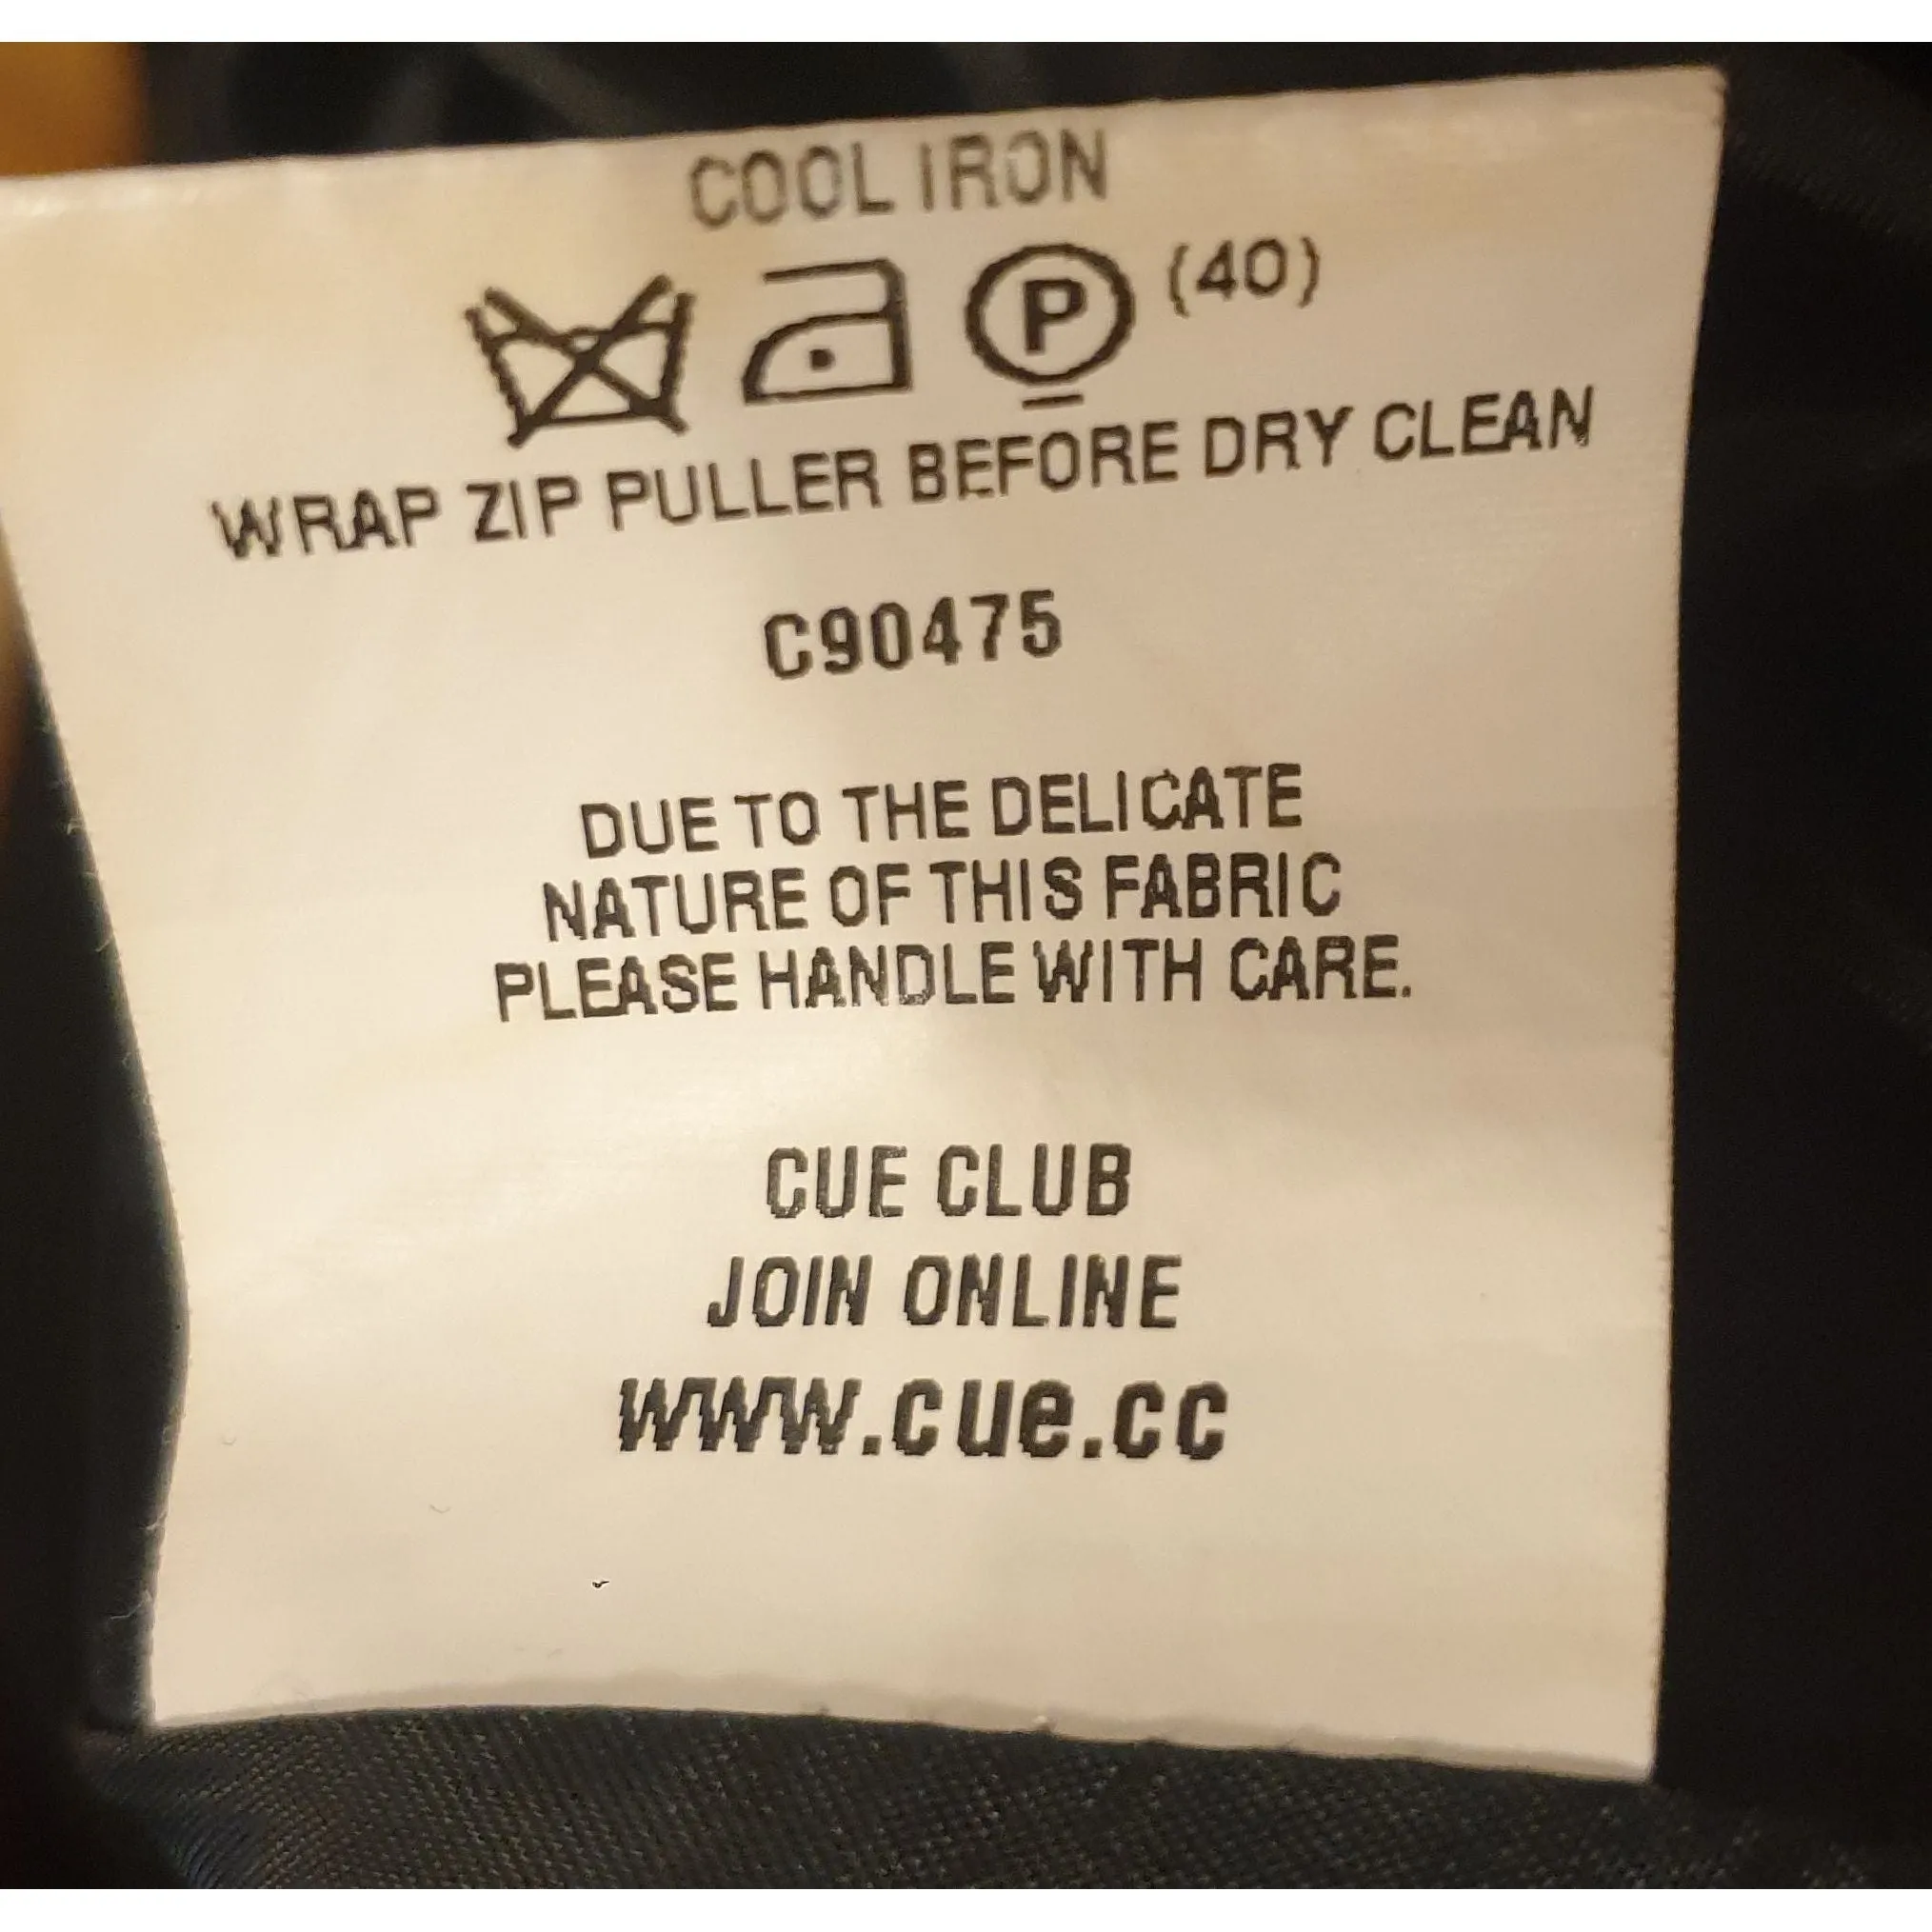 COOL IRON
P (40)
WRAP ZIP PULLER BEFORE DRY CLEAN
C90475
DUE TO THE DELICATE
NATURE OF THIS FABRIC
PLEASE HANDLE WITH CARE.
CUE CLUB
JOIN ONLINE
www.cue.cc